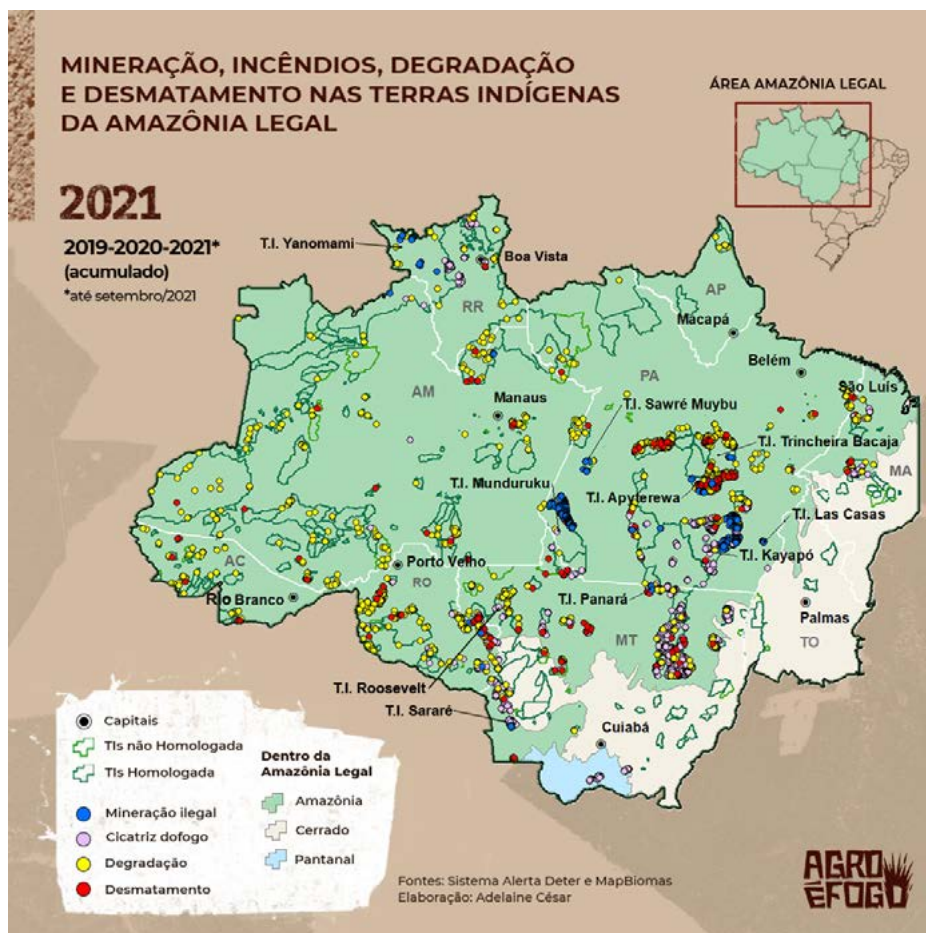 MINERAÇÃO, INCÊNDIOS, DEGRADAÇÃO
E DESMATAMENTO NAS TERRAS INDÍGENAS
DA AMAZÔNIA LEGAL
ÁREA AMAZÔNIA LEGAL
2021
2019-2020-2021*
(acumulado)
*até setembro/2021
T.I. Yanomami
Boa Vista
RR
AP
Macapá
Belém
AM
PA
São Luís
Manaus
T.I. Sawré Muybu
T.I. Trincheira Bacaja
MA
T.I. Munduruku
T.I. Apyterewa
T.I. Las Casas
T.I. Kayapó
AC
Porto Velho
RO
Rio Branco
T.I. Panará
Palmas
TO
MT
T.I. Roosevelt
T.I. Sararé
Cuiabá
Capitais
TIs não Homologada
TIs Homologada
Mineração ilegal
Cicatriz dofogo
Degradação
Desmatamento
Dentro da
Amazônia Legal
Amazônia
Cerrado
Pantanal
Fontes: Sistema Alerta Deter e MapBiomas
Elaboração: Adelaine César
AGRO
ÉFOGO